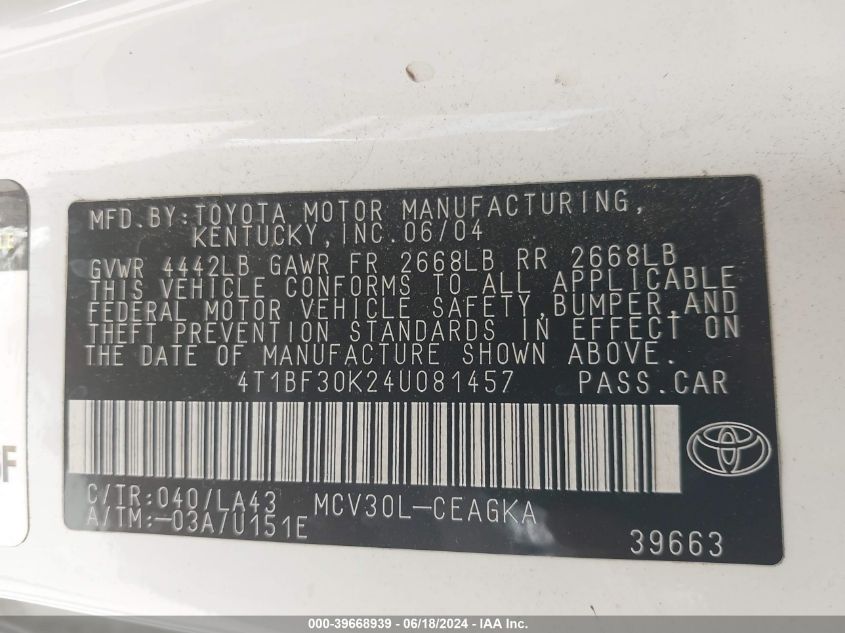 MFD.BY:TOYOTA MOTOR MANUFACTURING,
KENTUCKY,INC.06/04
GVWR 4442LB GAWR FR 2668LB RR 2668LB
THIS VEHICLE CONFORMS TO ALL APPLICABLE
FEDERAL MOTOR VEHICLE SAFETY,BUMPER,AND
THEFT PREVENTION STANDARDS IN EFFECT ON
THE DATE OF MANUFACTURE SHOWN ABOVE.
4T1BF30K24U081457 PASS.CAR
C/TR:040/LA43 MCV30L-CEAGKA
A/TM:-03A/U151E
39663
000-39668939 - 06/18/2024 - IAA Inc.